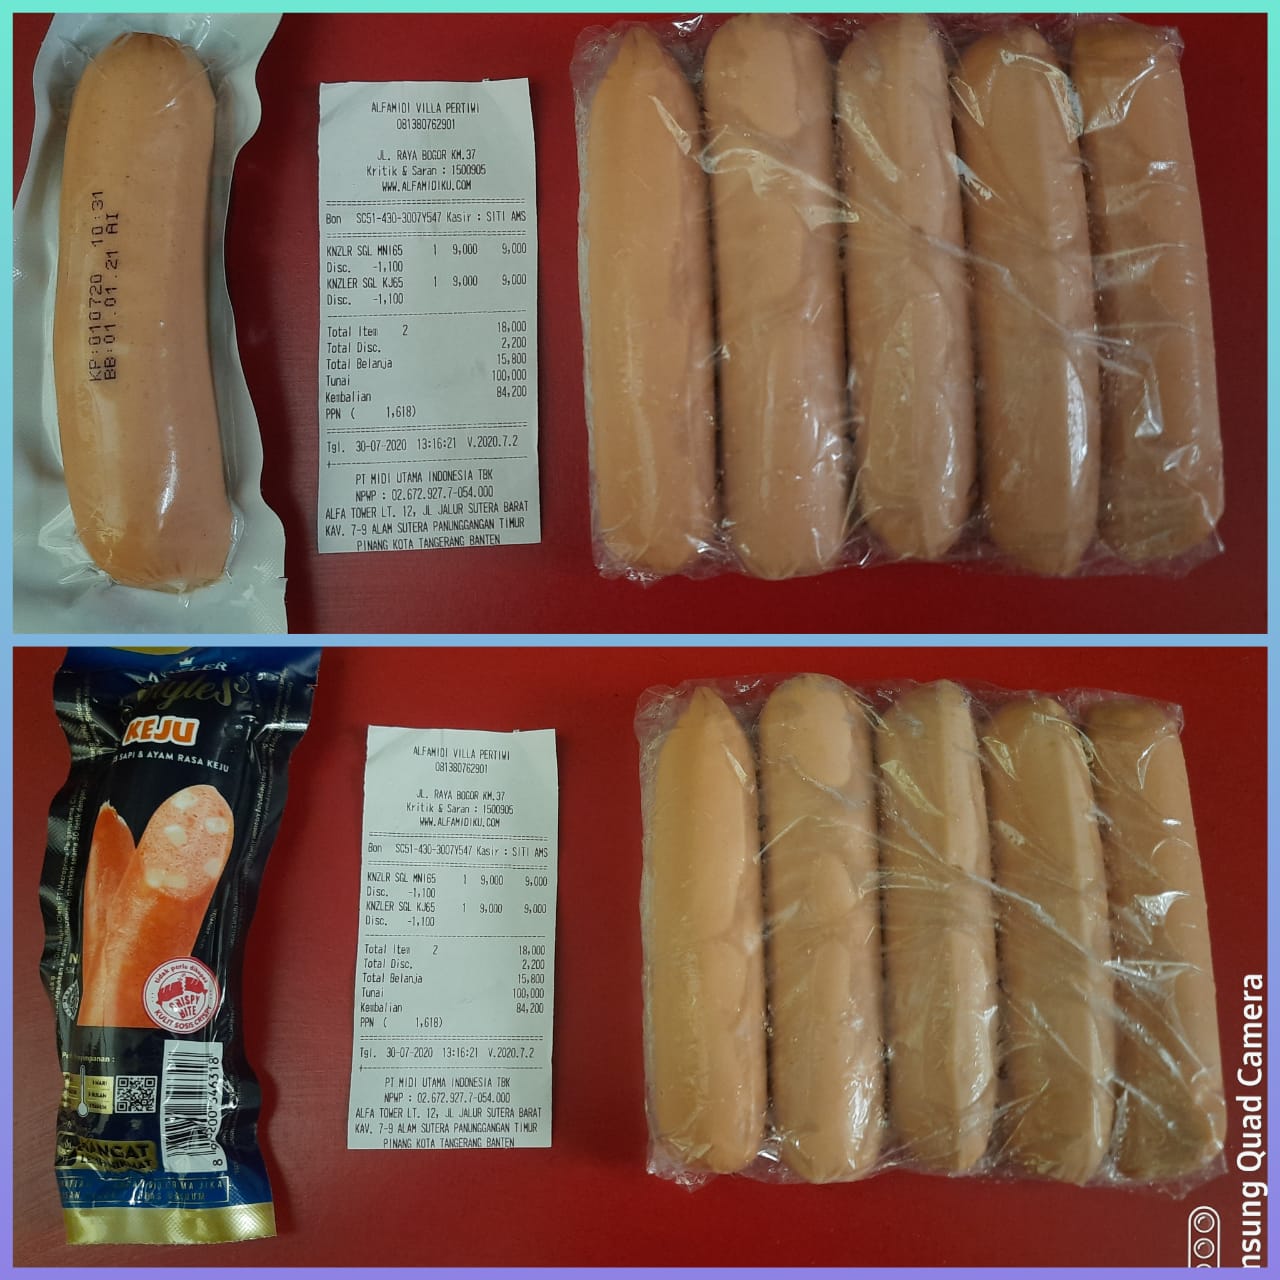 KP:010720 10:31
BB:01.01.21 AI
ALFAMIDI VILLA PERTIWI
081380762901
JL. RAYA BOGOR KM.37
Kritik & Saran : 1500905
WWW.ALFAMIDIKU.COM
Bon SC51-430-3007Y547 Kasir : SITI AMS
KNZLR SGL MNI65 1 9,000 9,000
Disc. -1,100
KNZLER SGL KJ65 1 9,000 9,000
Disc. -1,100
Total Item 2 18,000
Total Disc. 2,200
Total Belanja 15,800
Tunai 100,000
Kembalian 84,200
PPN ( 1,618)
Tgl. 30-07-2020 13:16:21 V.2020.7.2
PT MIDI UTAMA INDONESIA TBK
NPWP : 02.672.927.7-054.000
ALFA TOWER LT. 12, JL JALUR SUTERA BARAT
KAV. 7-9 ALAM SUTERA PANUNGGANGAN TIMUR
PINANG KOTA TANGERANG BANTEN
KEJU
SAPI & AYAM RASA KEJU
tidak perlu dikupas
CRISPY
BITE
KULIT SOSIS CRISPY
8 997200 346318
ALFAMIDI VILLA PERTIWI
081380762901
JL. RAYA BOGOR KM.37
Kritik & Saran : 1500905
WWW.ALFAMIDIKU.COM
Bon SC51-430-3007Y547 Kasir : SITI AMS
KNZLR SGL MNI65 1 9,000 9,000
Disc. -1,100
KNZLER SGL KJ65 1 9,000 9,000
Disc. -1,100
Total Item 2 18,000
Total Disc. 2,200
Total Belanja 15,800
Tunai 100,000
Kembalian 84,200
PPN ( 1,618)
Tgl. 30-07-2020 13:16:21 V.2020.7.2
PT MIDI UTAMA INDONESIA TBK
NPWP : 02.672.927.7-054.000
ALFA TOWER LT. 12, JL JALUR SUTERA BARAT
KAV. 7-9 ALAM SUTERA PANUNGGANGAN TIMUR
PINANG KOTA TANGERANG BANTEN
nsung Quad Camera